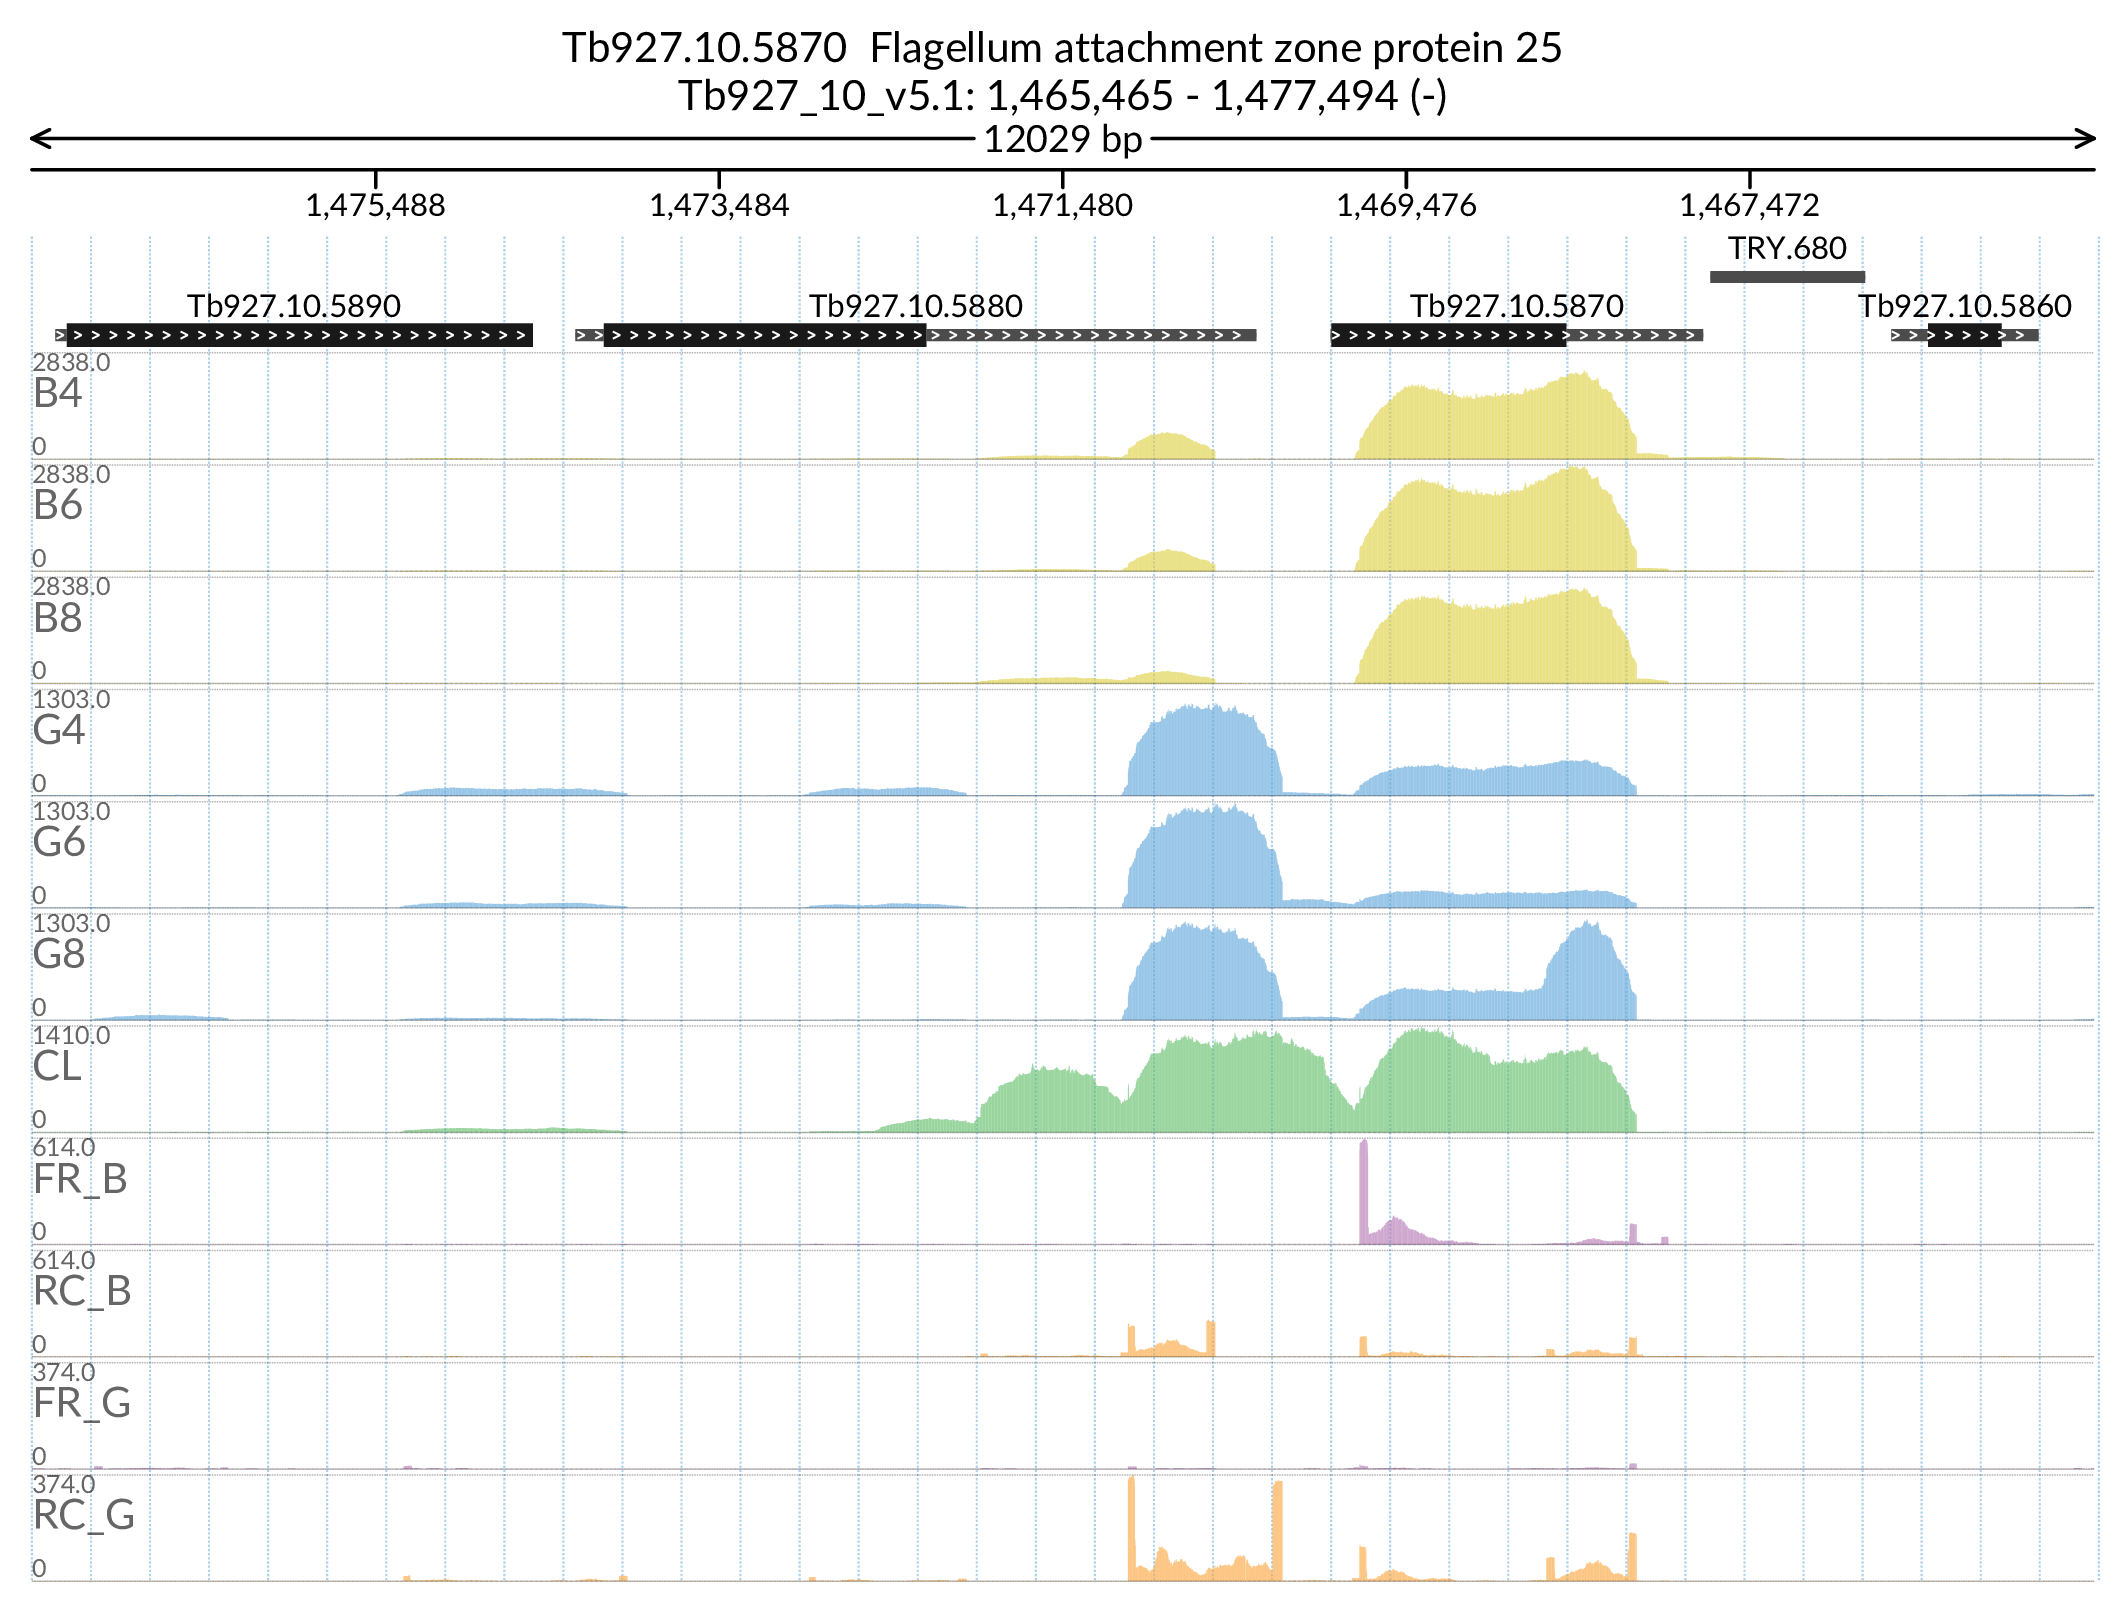 Tb927.10.5870  Flagellum attachment zone protein 25
Tb927_10_v5.1: 1,465,465 - 1,477,494 (-)
12029 bp
1,475,488 1,473,484 1,471,480 1,469,476 1,467,472
TRY.680
Tb927.10.5890 Tb927.10.5880 Tb927.10.5870 Tb927.10.5860
2838.0
B4
0
2838.0
B6
0
2838.0
B8
0
1303.0
G4
0
1303.0
G6
0
1303.0
G8
0
1410.0
CL
0
614.0
FR_B
0
614.0
RC_B
0
374.0
FR_G
0
374.0
RC_G
0